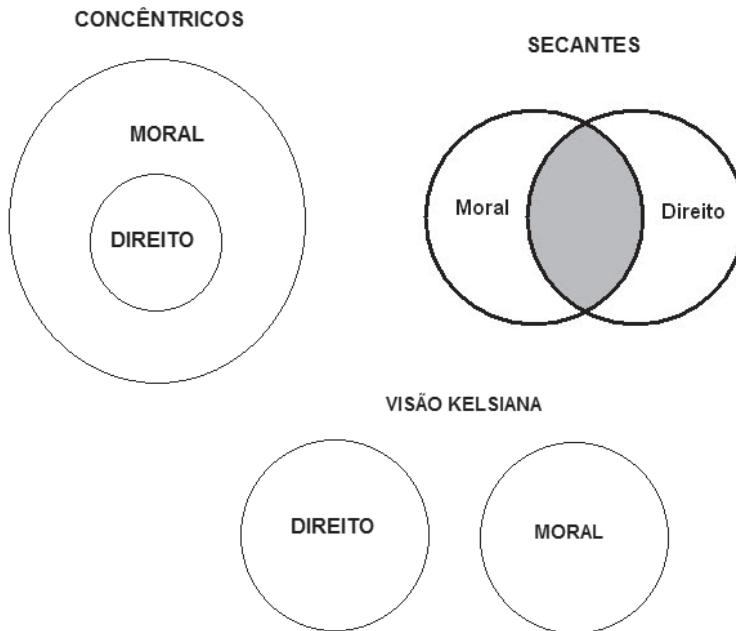 CONCÊNTRICOS
MORAL
DIREITO
SECANTES
Moral
Direito
VISÃO KELSIANA
DIREITO
MORAL